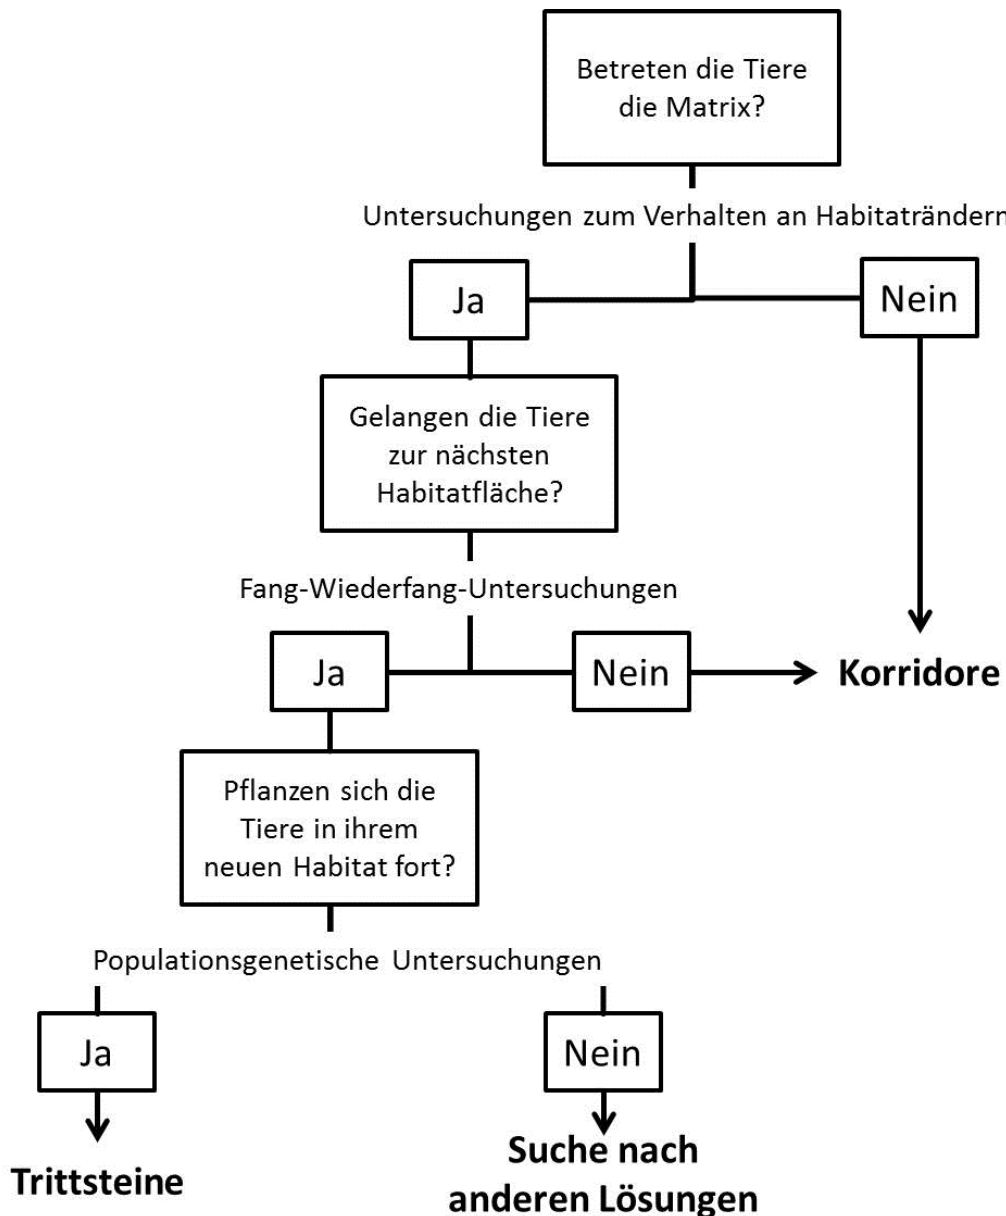 Betreten die Tiere
die Matrix?
Untersuchungen zum Verhalten an Habitaträndern
Ja
Nein
Gelangen die Tiere
zur nächsten
Habitatfläche?
Fang-Wiederfang-Untersuchungen
Ja
Nein
Korridore
Pflanzen sich die
Tiere in ihrem
neuen Habitat fort?
Populationsgenetische Untersuchungen
Ja
Nein
Trittsteine
Suche nach
anderen Lösungen